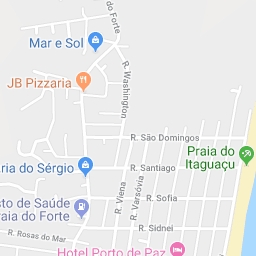 do Forte
Mar e Sol
R. Washington
JB Pizzaria
R. São Domingos
Praia do
Itaguaçu
ria do Sérgio
R. Santiago
R. Viena
R. Varsóvia
R. Sofia
sto de Saúde
raia do Forte
R. Rosas do Mar
R. Sidnei
Hotel Porto de Paz